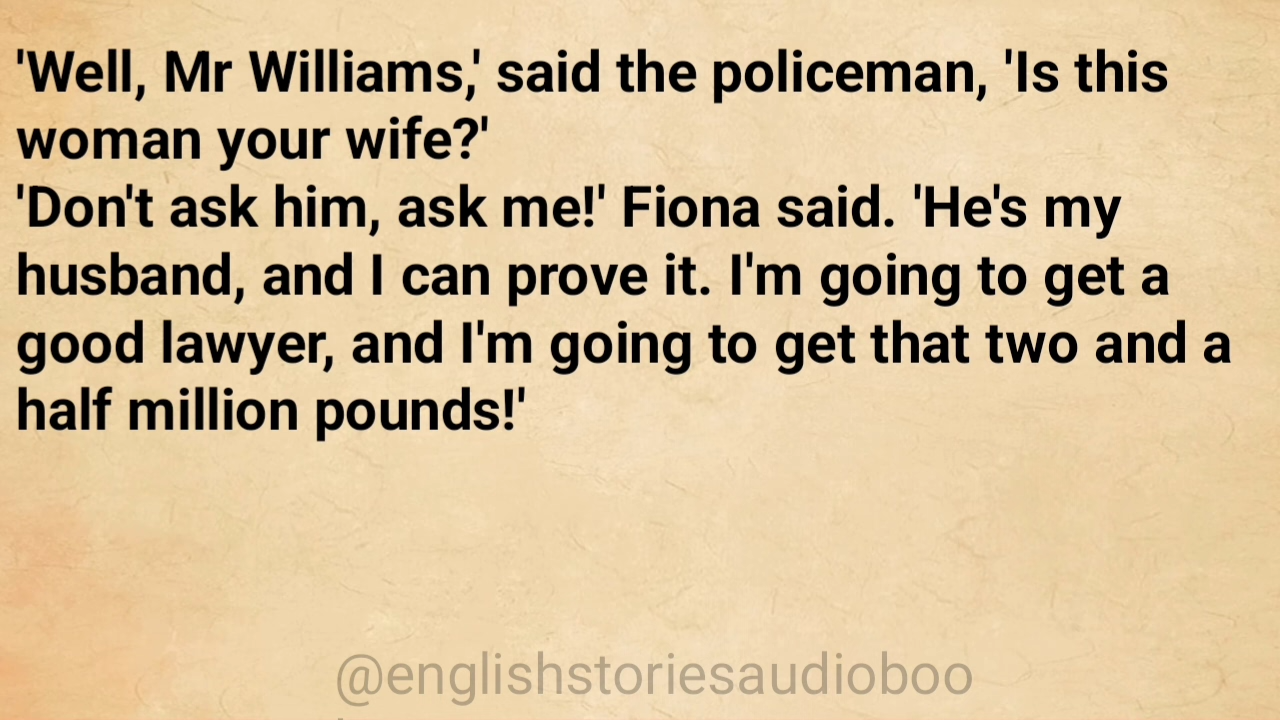 'Well, Mr Williams,' said the policeman, 'Is this
woman your wife?'
'Don't ask him, ask me!' Fiona said. 'He's my
husband, and I can prove it. I'm going to get a
good lawyer, and I'm going to get that two and a
half million pounds!'
@englishstoriesaudioboo